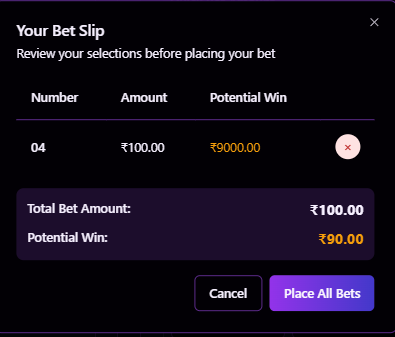 Your Bet Slip
Review your selections before placing your bet
Number Amount Potential Win
04 ₹100.00 ₹9000.00
Total Bet Amount: ₹100.00
Potential Win: ₹90.00
Cancel Place All Bets